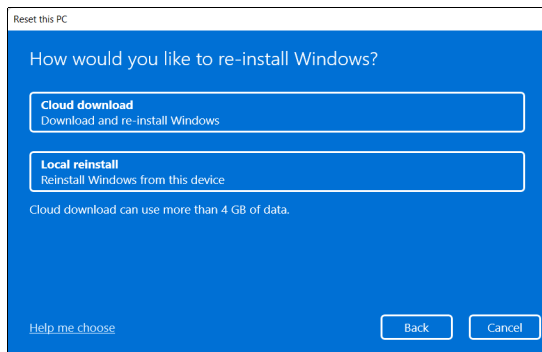 Reset this PC
How would you like to re-install Windows?
Cloud download
Download and re-install Windows
Local reinstall
Reinstall Windows from this device
Cloud download can use more than 4 GB of data.
Help me choose
Back
Cancel